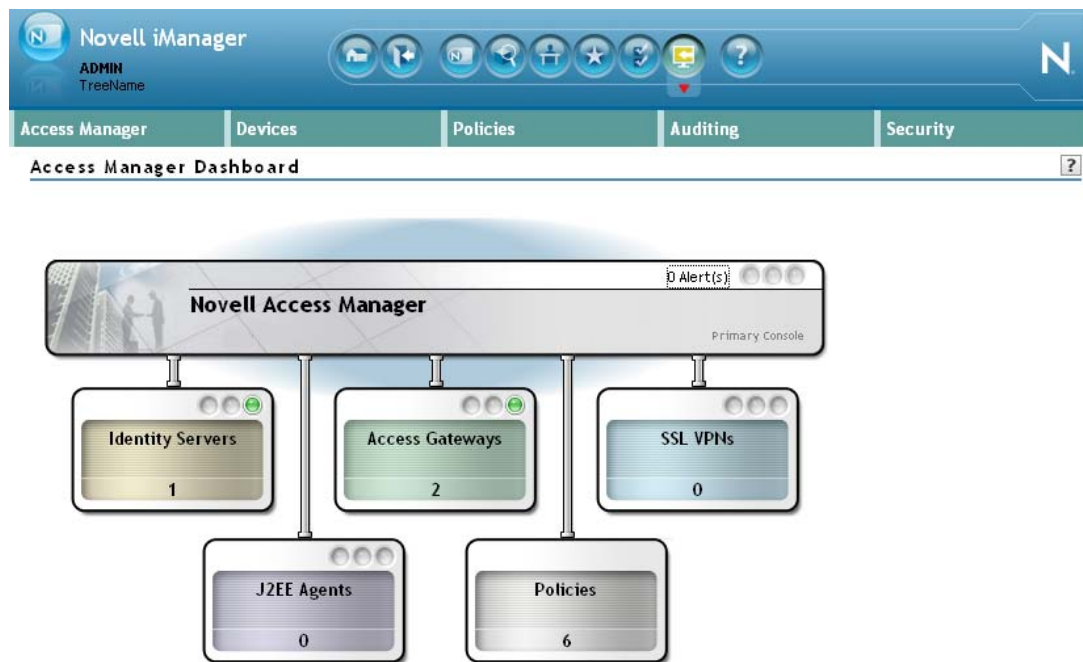 Novell iManager
ADMIN
TreeName
N
N
N
?
Access Manager
Devices
Policies
Auditing
Security
Access Manager Dashboard
?
0 Alert(s)
Novell Access Manager
Primary Console
Identity Servers
1
Access Gateways
2
SSL VPNs
0
J2EE Agents
0
Policies
6